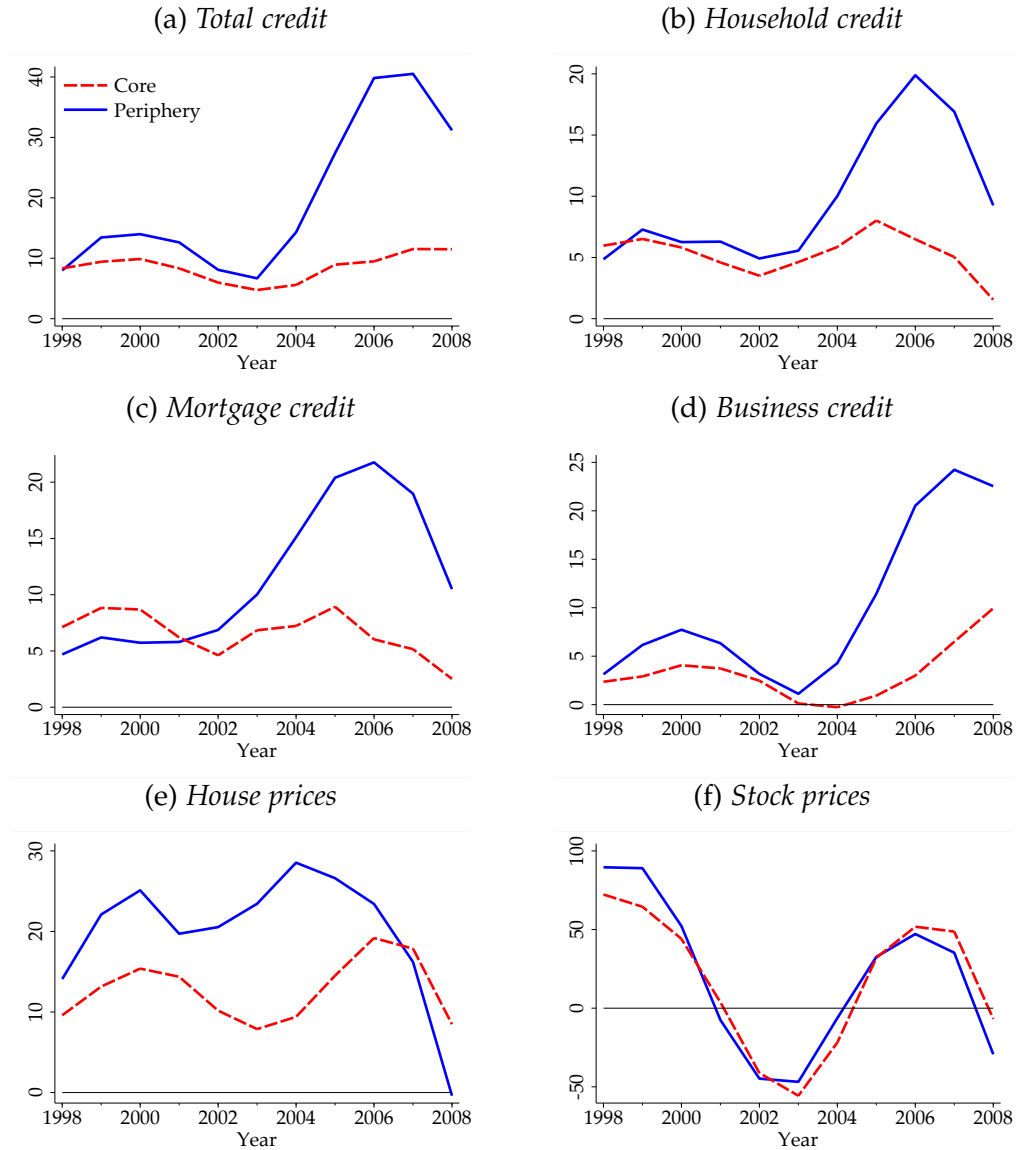 (a) Total credit
(b) Household credit
40
30
20
10
0
Core
Periphery
1998 2000 2002 2004 2006 2008
Year
20
15
10
5
0
1998 2000 2002 2004 2006 2008
Year
(c) Mortgage credit
(d) Business credit
20
15
10
5
0
1998 2000 2002 2004 2006 2008
Year
25
20
15
10
5
0
1998 2000 2002 2004 2006 2008
Year
(e) House prices
(f) Stock prices
30
20
10
0
1998 2000 2002 2004 2006 2008
Year
100
50
0
-50
1998 2000 2002 2004 2006 2008
Year